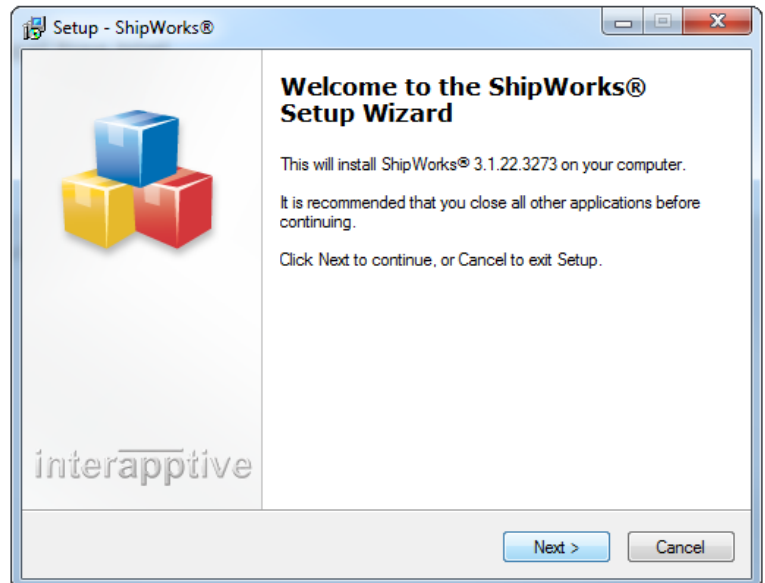 Setup - ShipWorks®
Welcome to the ShipWorks®
Setup Wizard
This will install ShipWorks® 3.1.22.3273 on your computer.
It is recommended that you close all other applications before
continuing.
Click Next to continue, or Cancel to exit Setup.
interapptive
Next >
Cancel